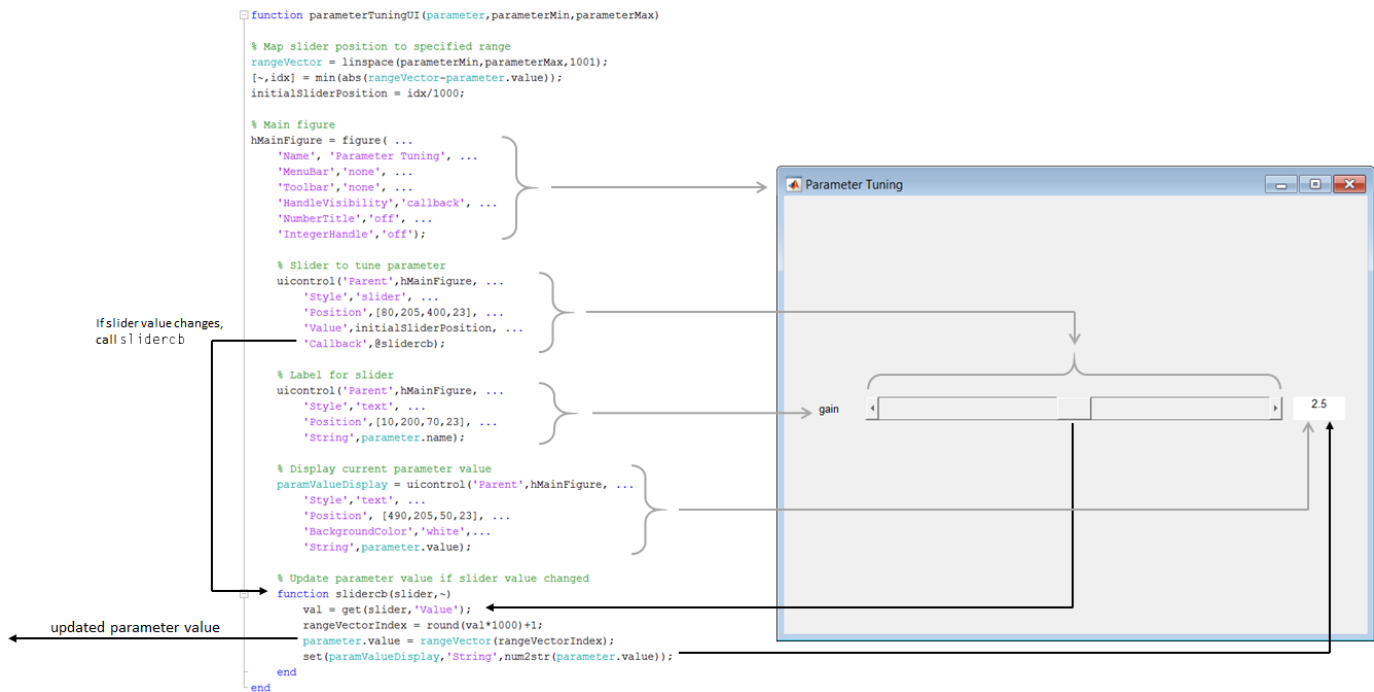 function parameterTuningUI(parameter,parameterMin,parameterMax)
% Map slider position to specified range
rangeVector = linspace(parameterMin,parameterMax,1001);
[~,idx] = min(abs(rangeVector-parameter.value));
initialSliderPosition = idx/1000;
% Main figure
hMainFigure = figure( ...
'Name', 'Parameter Tuning', ...
'MenuBar','none', ...
'Toolbar','none', ...
'HandleVisibility','callback', ...
'NumberTitle','off', ...
'IntegerHandle','off');
% Slider to tune parameter
uicontrol('Parent',hMainFigure, ...
'Style','slider', ...
'Position',[80,205,400,23], ...
'Value',initialSliderPosition, ...
'Callback',@slidercb);
% Label for slider
uicontrol('Parent',hMainFigure, ...
'Style','text', ...
'Position',[10,200,70,23], ...
'String',parameter.name);
% Display current parameter value
paramValueDisplay = uicontrol('Parent',hMainFigure, ...
'Style','text', ...
'Position', [490,205,50,23], ...
'BackgroundColor','white',...
'String',parameter.value);
% Update parameter value if slider value changed
function slidercb(slider,~)
val = get(slider,'Value');
rangeVectorIndex = round(val*1000)+1;
parameter.value = rangeVector(rangeVectorIndex);
set(paramValueDisplay,'String',num2str(parameter.value));
end
end
If slider value changes,
call slidercb
updated parameter value
Parameter Tuning
gain
2.5